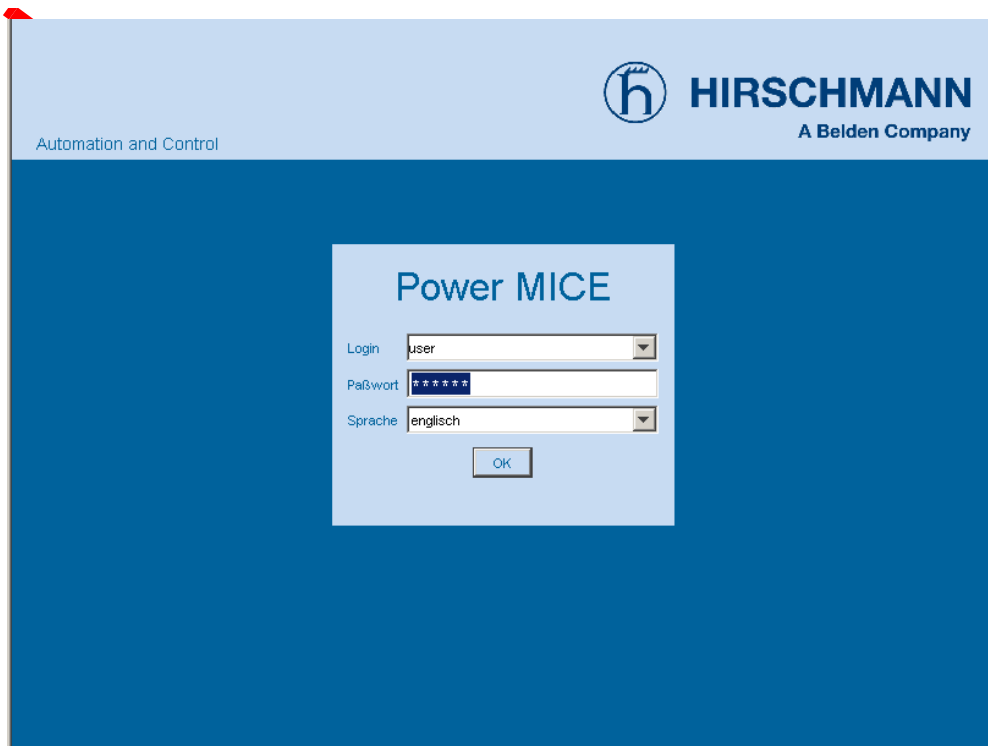 HIRSCHMANN
A Belden Company
Automation and Control
Power MICE
Login user
Paßwort ******
Sprache englisch
OK